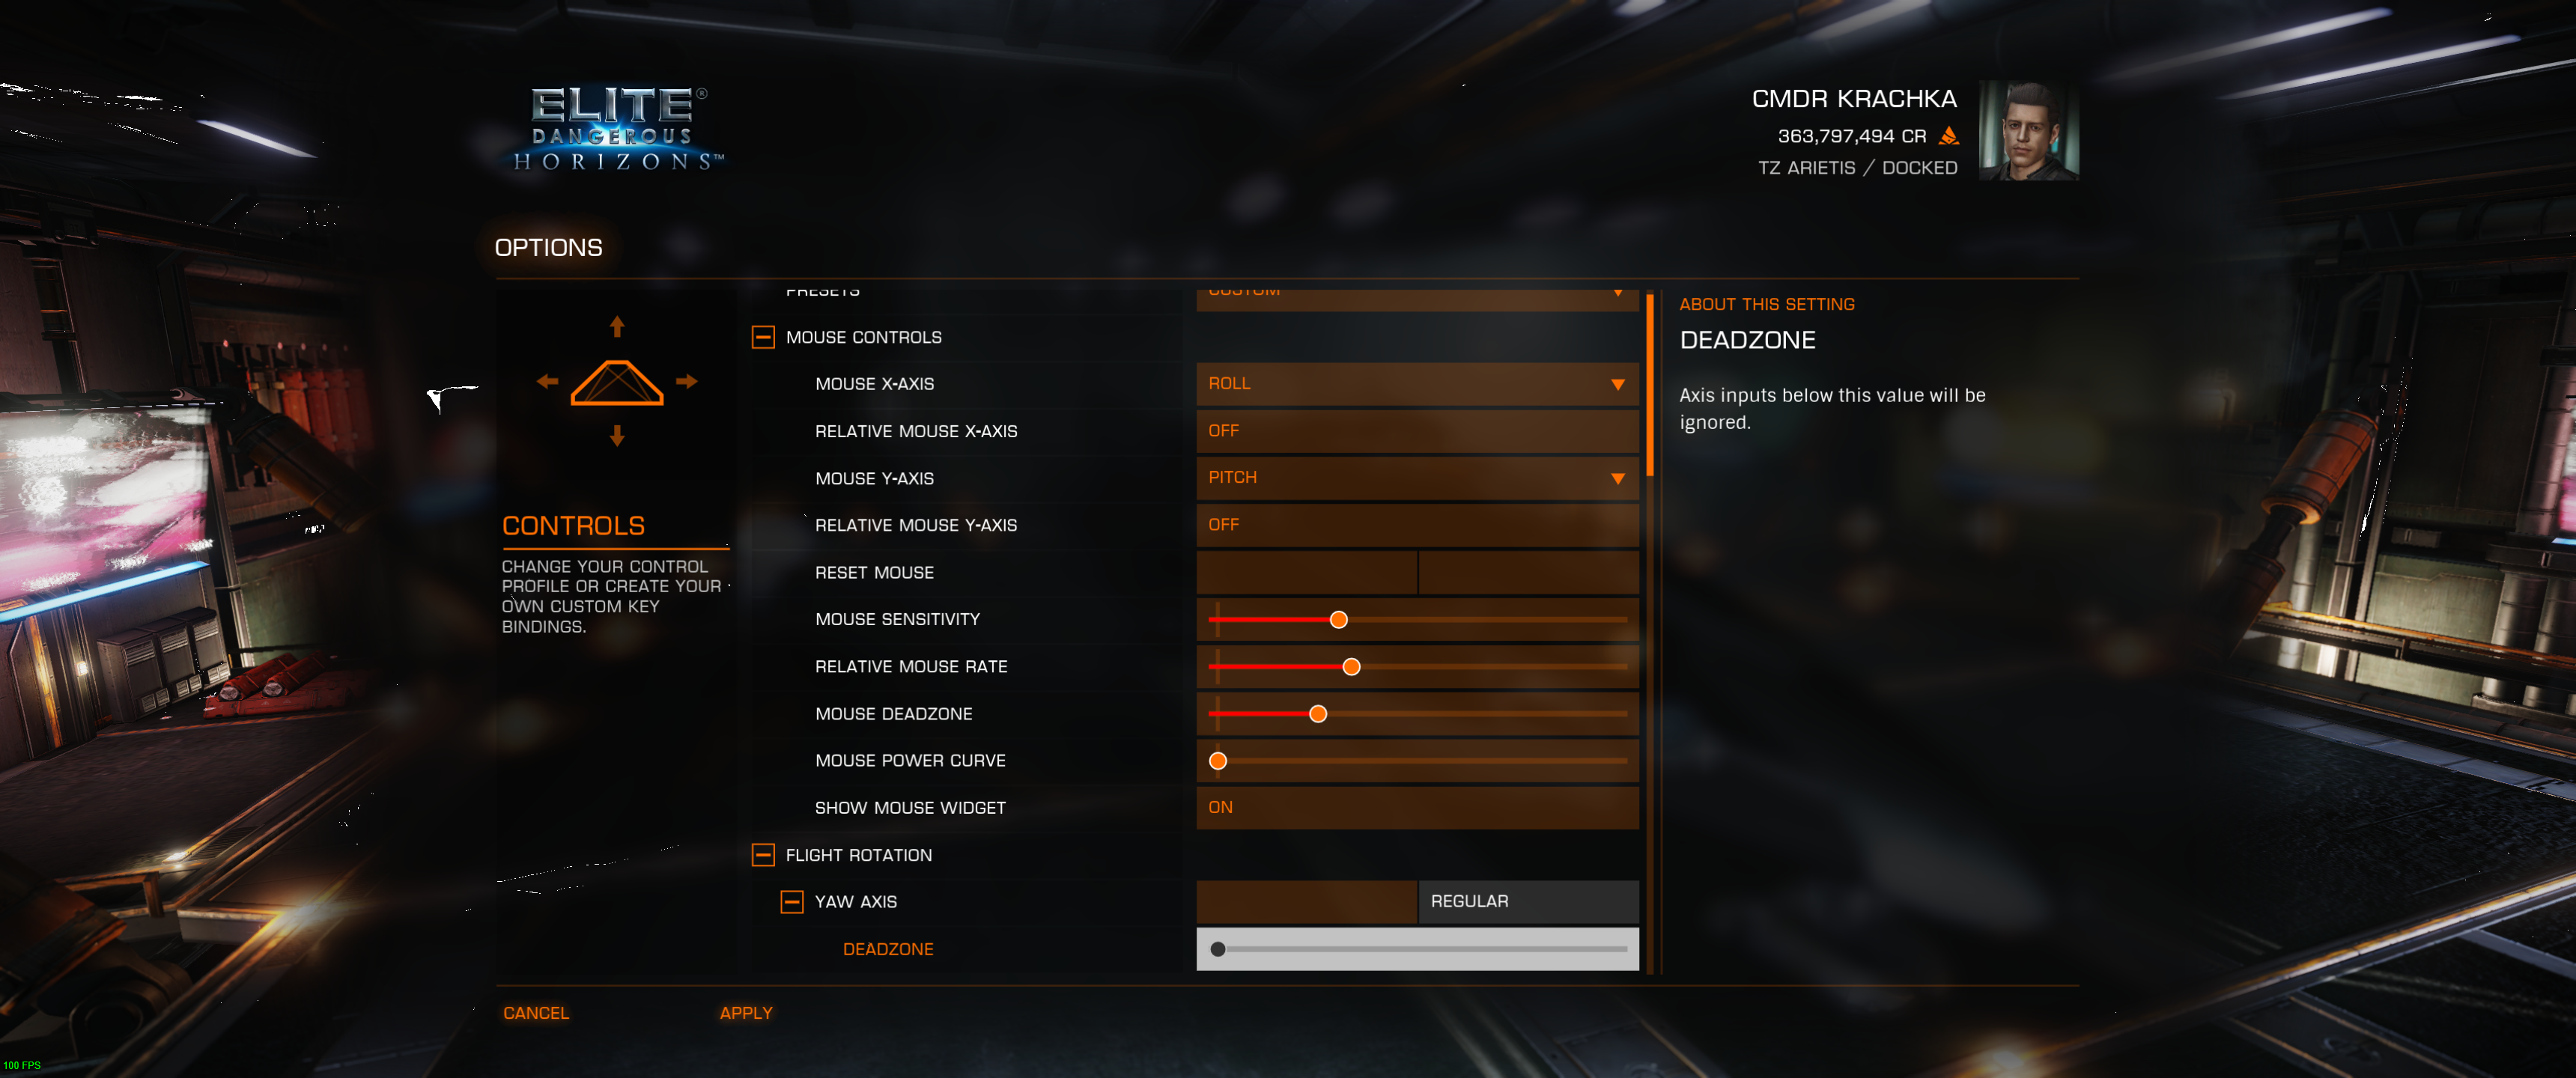 ELITE®
DANGEROUS
HORIZONS™
CMDR KRACHKA
363,797,494 CR
TZ ARIETIS / DOCKED
OPTIONS
CONTROLS
CHANGE YOUR CONTROL
PROFILE OR CREATE YOUR
OWN CUSTOM KEY
BINDINGS.
PRESETS CUSTOM
MOUSE CONTROLS
MOUSE X-AXIS ROLL
RELATIVE MOUSE X-AXIS OFF
MOUSE Y-AXIS PITCH
RELATIVE MOUSE Y-AXIS OFF
RESET MOUSE
MOUSE SENSITIVITY
RELATIVE MOUSE RATE
MOUSE DEADZONE
MOUSE POWER CURVE
SHOW MOUSE WIDGET ON
FLIGHT ROTATION
YAW AXIS REGULAR
DEADZONE
ABOUT THIS SETTING
DEADZONE
Axis inputs below this value will be
ignored.
CANCEL APPLY
100 FPS